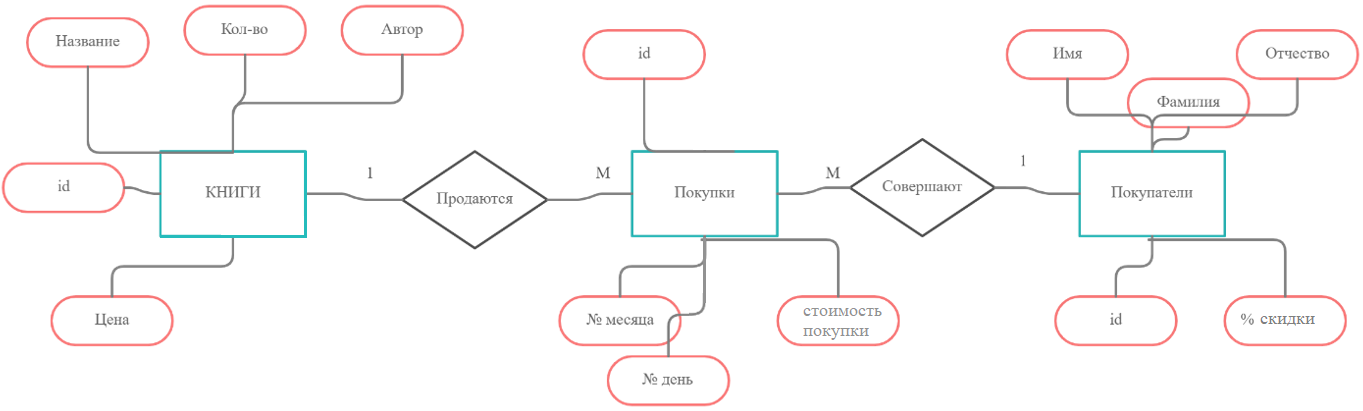 Название
Кол-во
Автор
id
Имя
Отчество
Фамилия
id
КНИГИ
1
Продаются
М
Покупки
М
Совершают
1
Покупатели
Цена
№ месяца
стоимость
покупки
id
% скидки
№ день